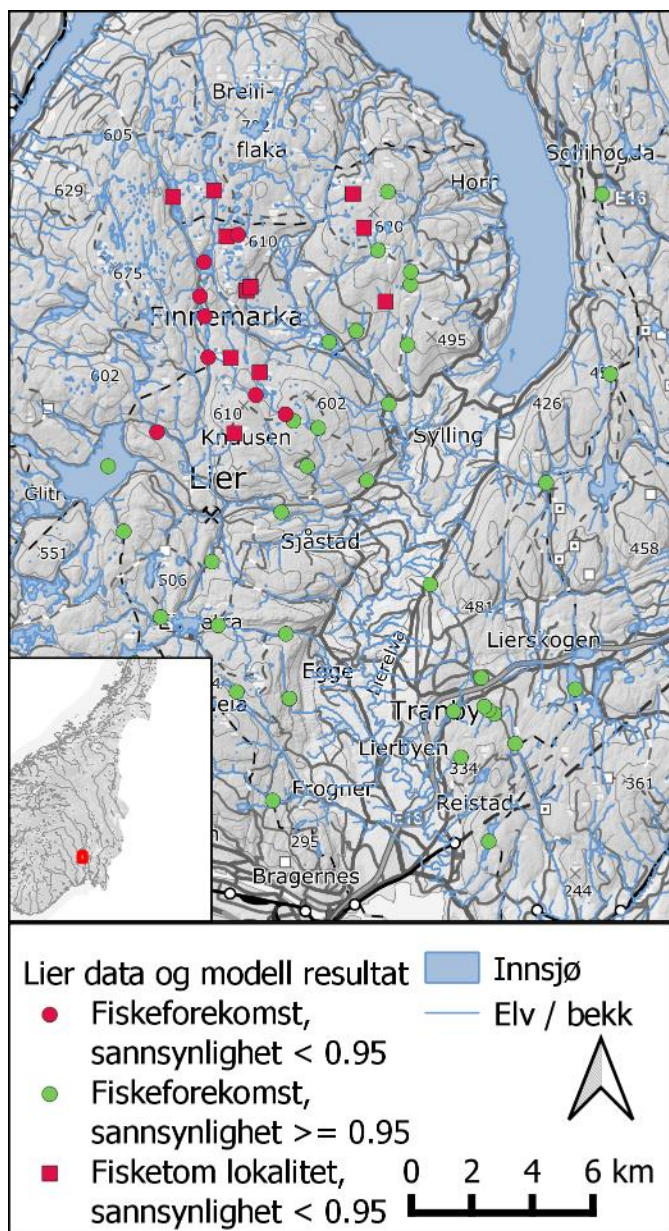 Breili-
flaka
605
Sollihøgda
Horn
E16
629
610
675
Finnemarka
495
602
602
426
610
Knausen
Sylling
Lier
Glitr
551
Sjåstad
458
506
481
Lierskogen
Egge
Lierelva
Tranby
Lierbyen
334
Frogner
Reistad
361
295
Bragernes
244
Lier data og modell resultat
Fiskeforekomst,
sannsynlighet < 0.95
Fiskeforekomst,
sannsynlighet >= 0.95
Fisketom lokalitet,
sannsynlighet < 0.95
Innsjø
Elv / bekk
0 2 4 6 km